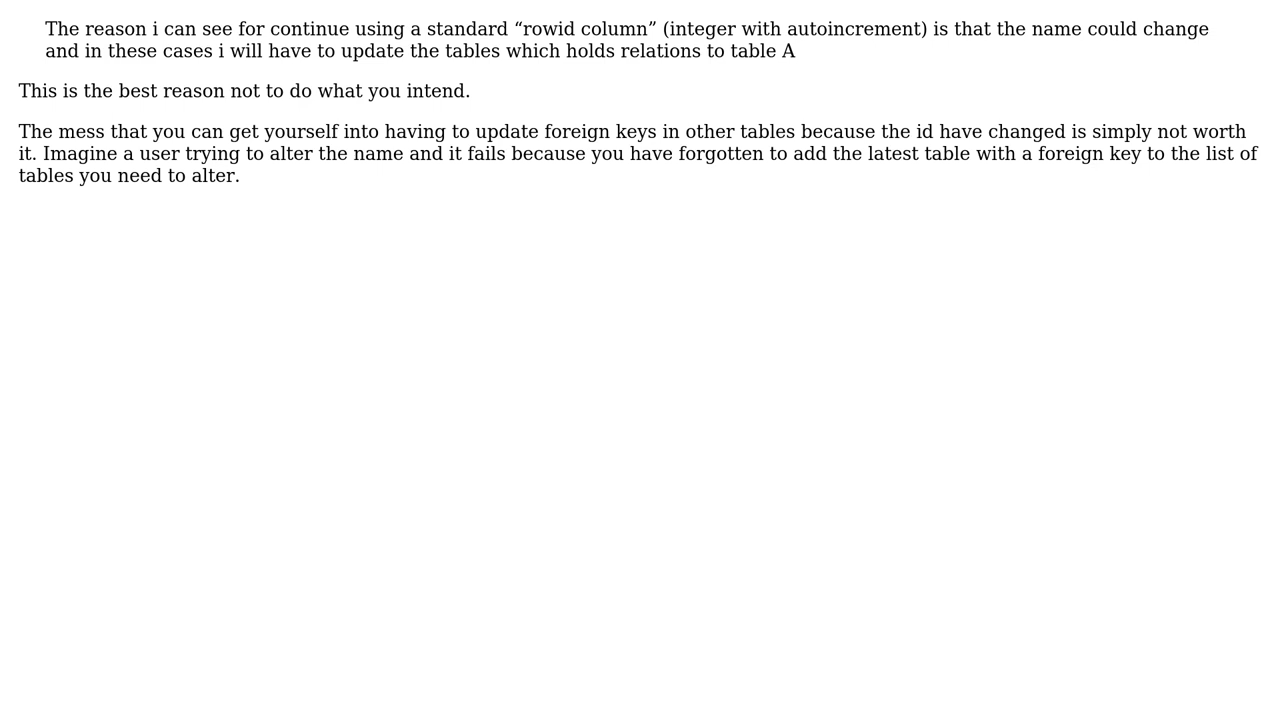 The reason i can see for continue using a standard “rowid column” (integer with autoincrement) is that the name could change
and in these cases i will have to update the tables which holds relations to table A
This is the best reason not to do what you intend.
The mess that you can get yourself into having to update foreign keys in other tables because the id have changed is simply not worth
it. Imagine a user trying to alter the name and it fails because you have forgotten to add the latest table with a foreign key to the list of
tables you need to alter.